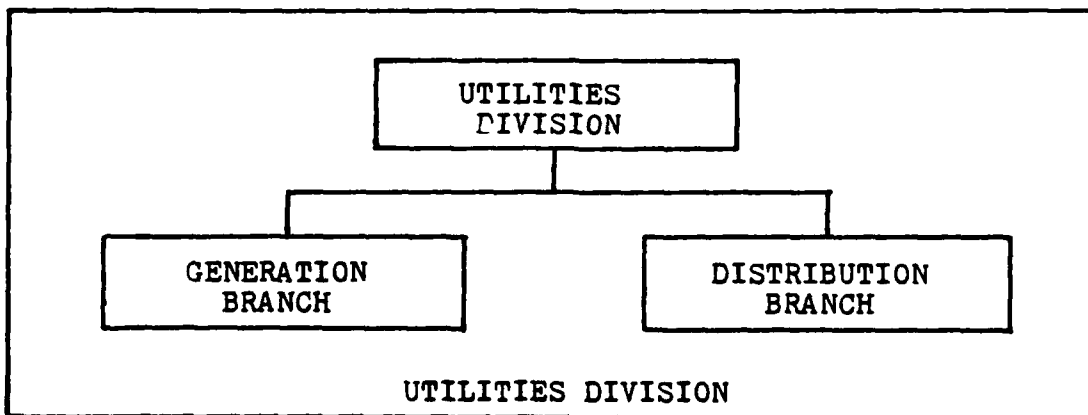 UTILITIES
DIVISION
GENERATION
BRANCH
DISTRIBUTION
BRANCH
UTILITIES DIVISION